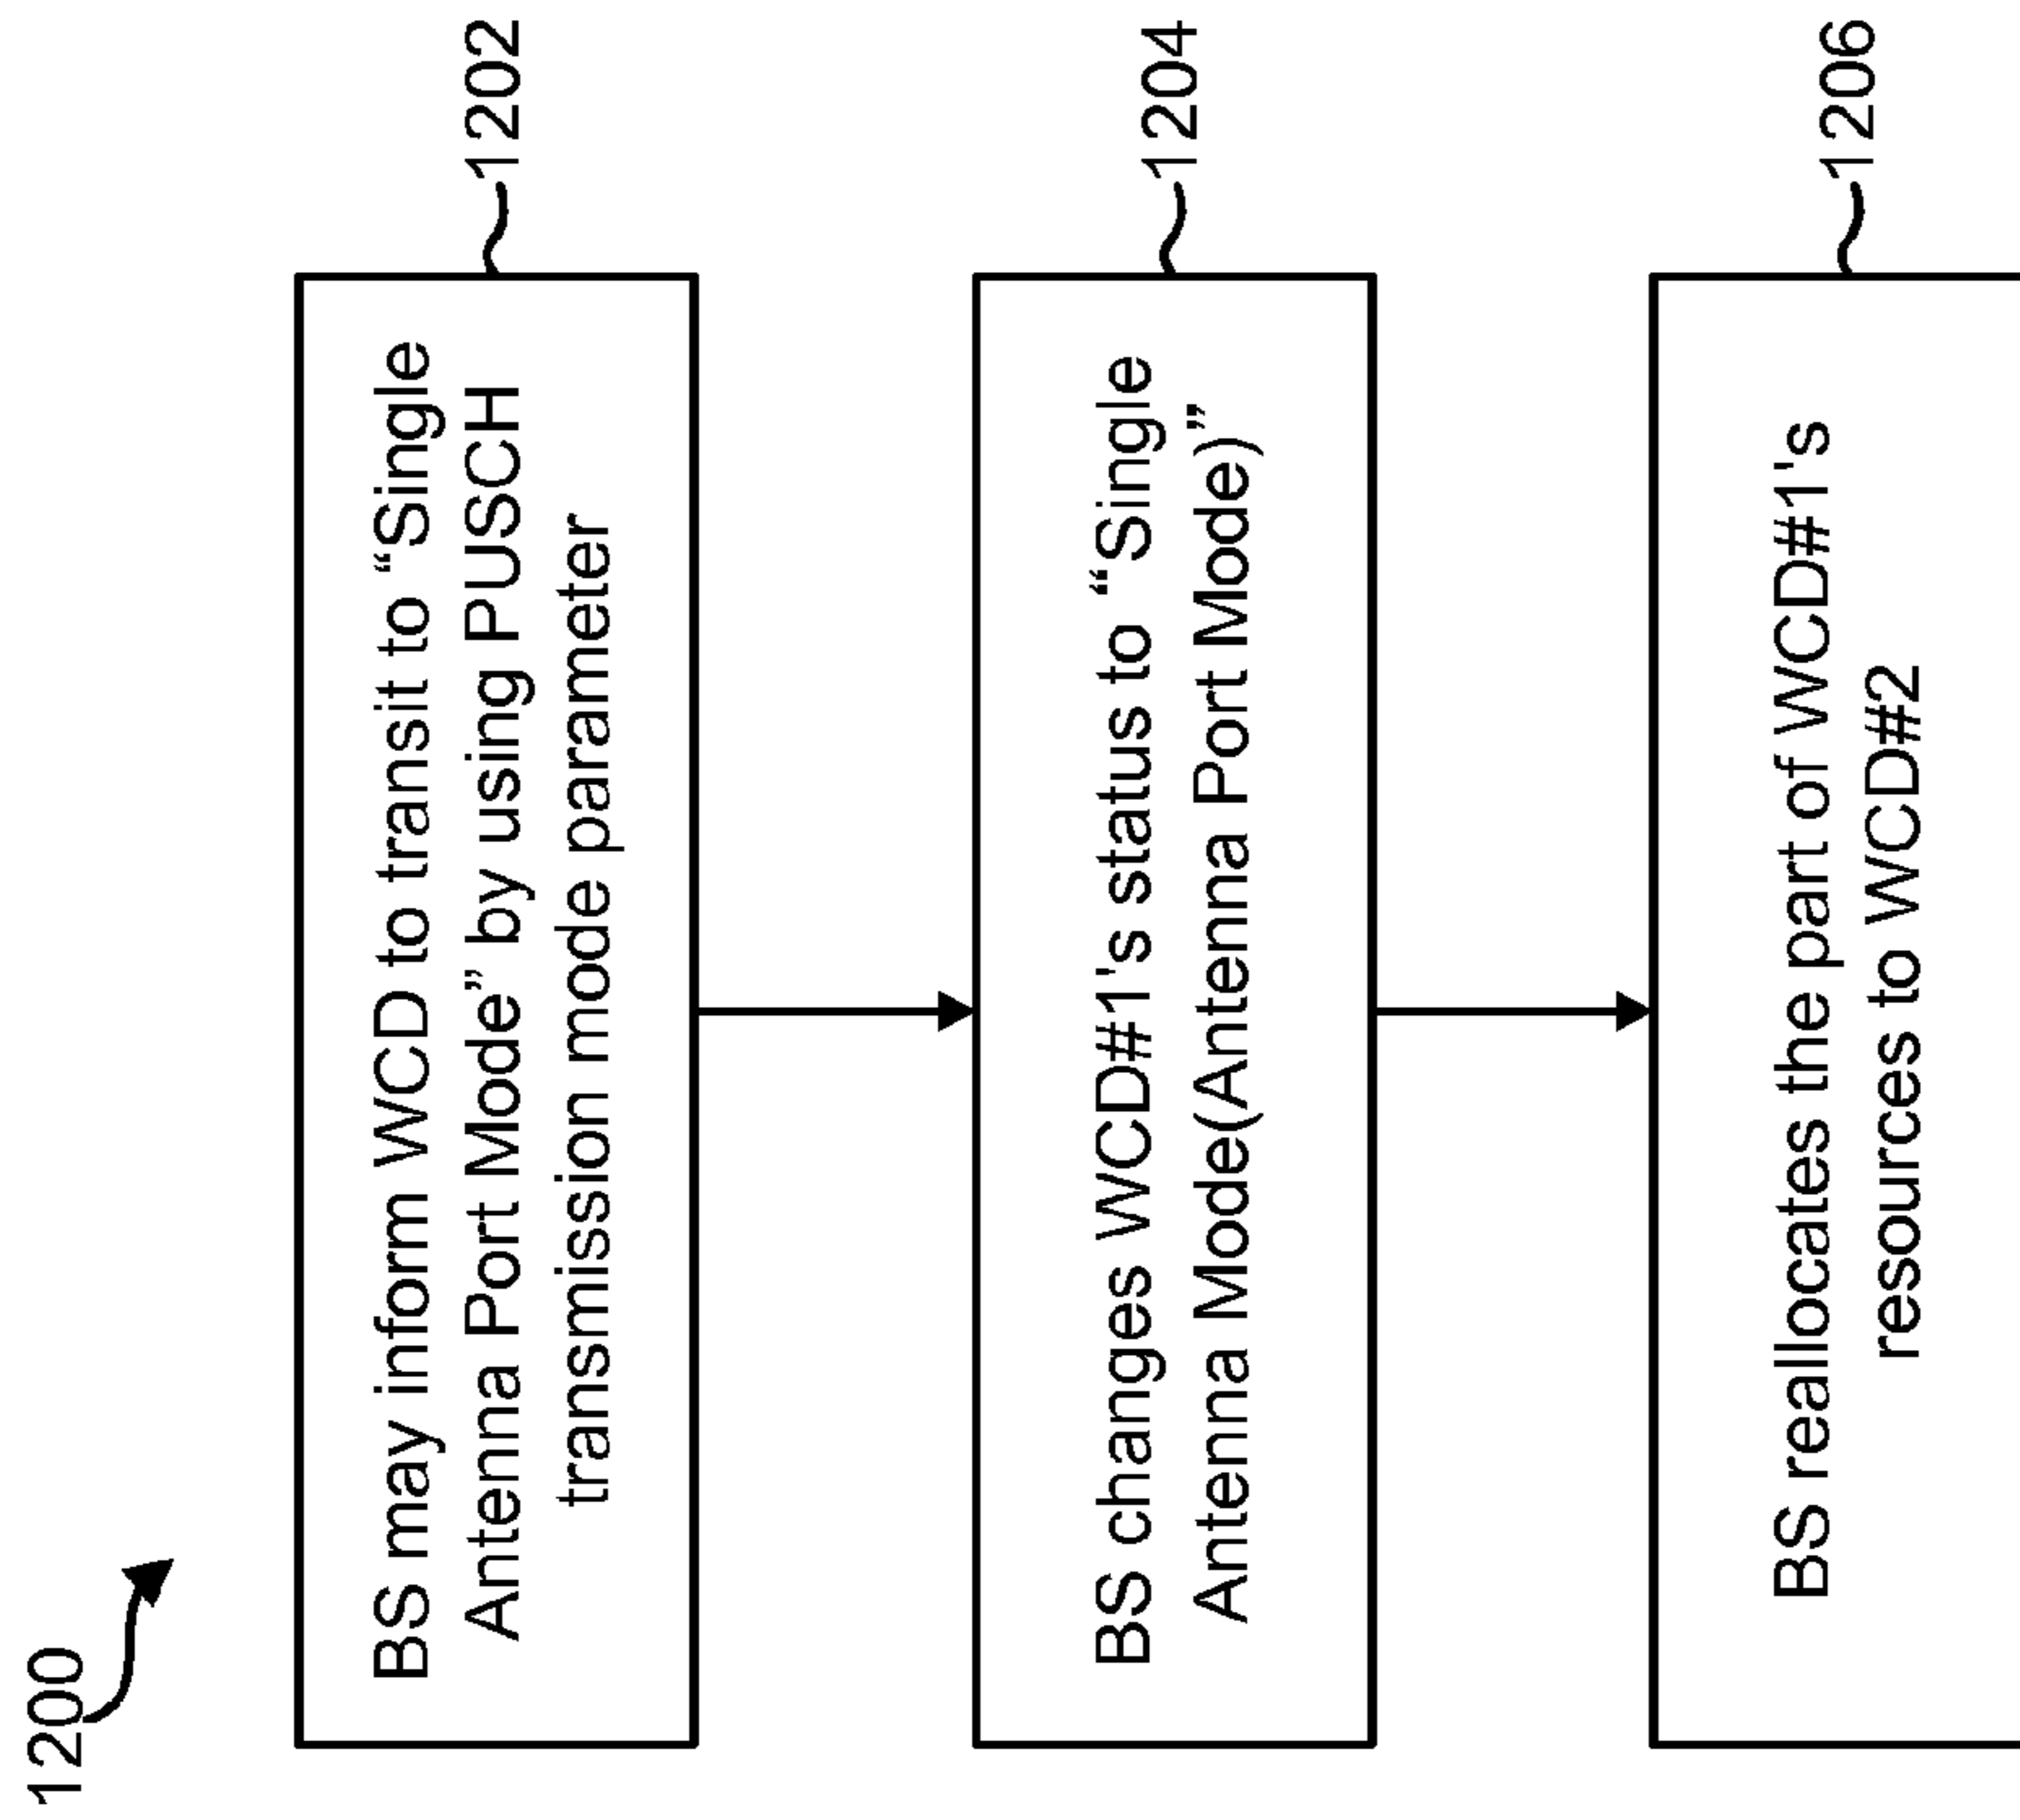 1200
BS may inform WCD to transit to “Single
Antenna Port Mode” by using PUSCH
transmission mode parameter
1202
BS changes WCD#1's status to “Single
Antenna Mode(Antenna Port Mode)”
1204
BS reallocates the part of WCD#1's
resources to WCD#2
1206